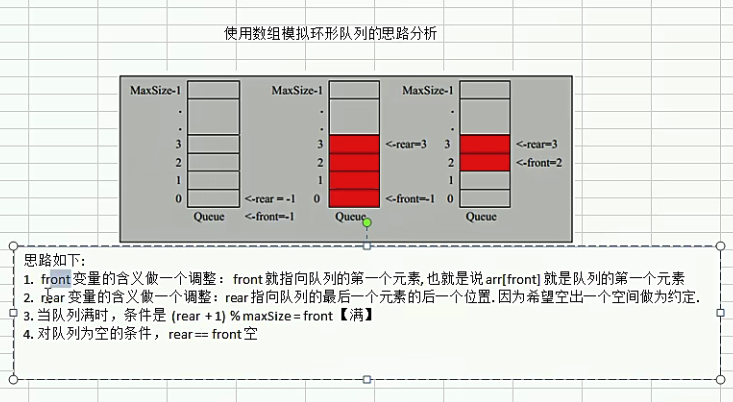 使用数组模拟环形队列的思路分析
MaxSize-1 MaxSize-1 MaxSize-1
. . .
. . .
3 3 <-rear=3 3 <-rear=3
2 2 2 <-front=2
1 1 1
0 <-rear = -1 0 <-front=-1 0
Queue <-front=-1 Queue Queue
思路如下:
1. front 变量的含义做一个调整： front 就指向队列的第一个元素, 也就是说 arr[front] 就是队列的第一个元素
2. rear 变量的含义做一个调整：rear 指向队列的最后一个元素的后一个位置. 因为希望空出一个空间做为约定.
3. 当队列满时，条件是 (rear + 1) % maxSize = front【满】
4. 对队列为空的条件， rear == front 空